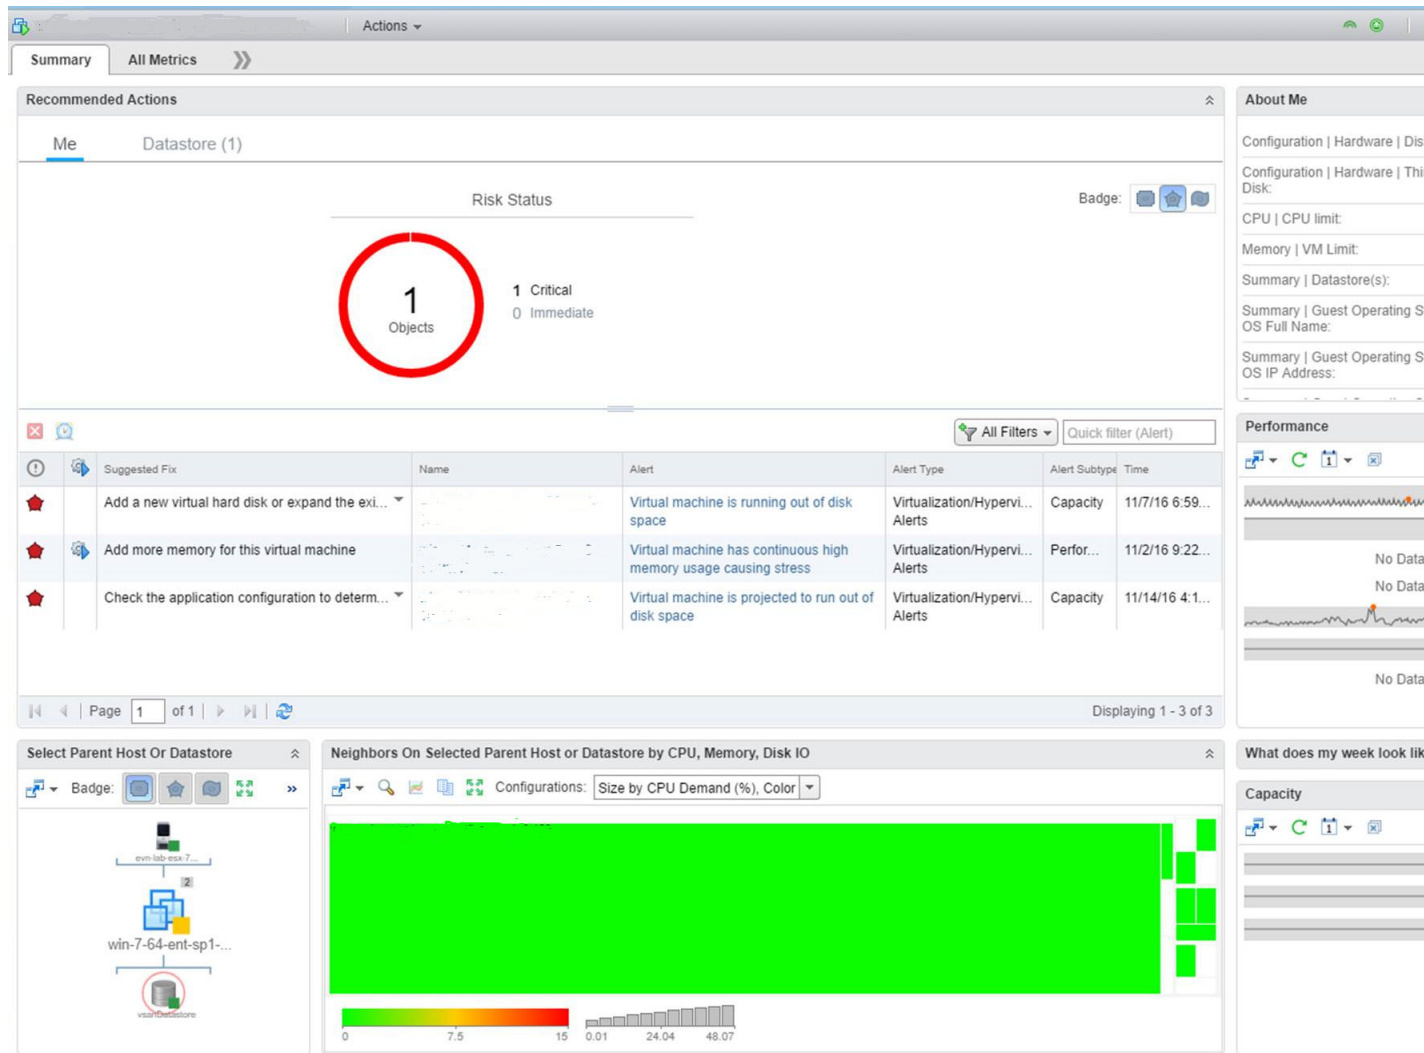 Actions
Summary
All Metrics
Recommended Actions
Me
Datastore (1)
Risk Status
Badge:
1
Objects
1 Critical
0 Immediate
All Filters
Quick filter (Alert)
Suggested Fix
Name
Alert
Alert Type
Alert Subtype
Time
Add a new virtual hard disk or expand the exi...
Virtual machine is running out of disk
space
Virtualization/Hypervi...
Alerts
Capacity
11/7/16 6:59...
Add more memory for this virtual machine
Virtual machine has continuous high
memory usage causing stress
Virtualization/Hypervi...
Alerts
Perfor...
11/2/16 9:22...
Check the application configuration to determ...
Virtual machine is projected to run out of
disk space
Virtualization/Hypervi...
Alerts
Capacity
11/14/16 4:1...
Page 1 of 1
Displaying 1 - 3 of 3
About Me
Configuration | Hardware | Dis
Configuration | Hardware | Thi
Disk:
CPU | CPU limit:
Memory | VM Limit:
Summary | Datastore(s):
Summary | Guest Operating S
OS Full Name:
Summary | Guest Operating S
OS IP Address:
Performance
1
No Data
No Data
No Data
Select Parent Host Or Datastore
Badge:
evn-lab-esx-7...
2
win-7-64-ent-sp1-...
vsanDatastore
Neighbors On Selected Parent Host or Datastore by CPU, Memory, Disk IO
Configurations: Size by CPU Demand (%), Color
0 7.5 15 0.01 24.04 48.07
What does my week look lik
Capacity
1